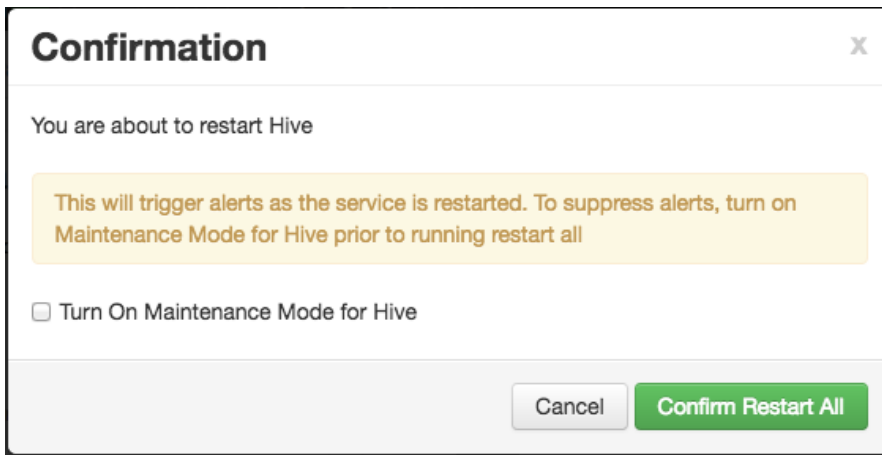 Confirmation
x
You are about to restart Hive
This will trigger alerts as the service is restarted. To suppress alerts, turn on
Maintenance Mode for Hive prior to running restart all
Turn On Maintenance Mode for Hive
Cancel
Confirm Restart All